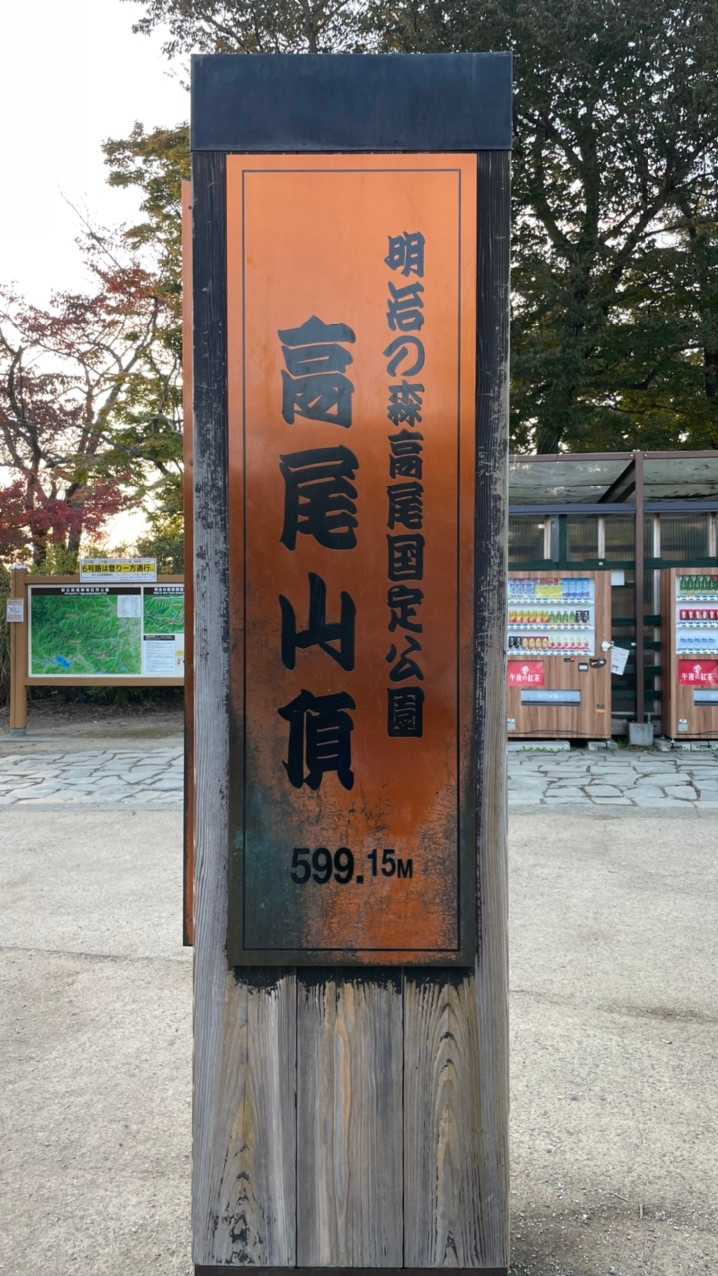 明治の森高尾国定公園
高尾山頂
599.15M
6号路は登り一方通行
午後の紅茶
午後の紅茶